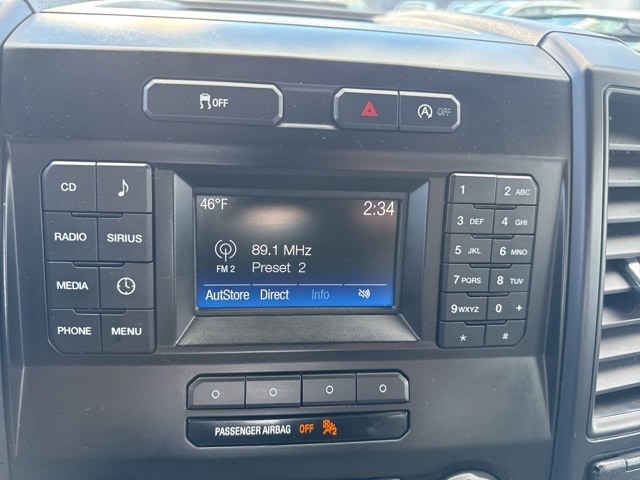 OFF
A OFF
CD
RADIO SIRIUS
MEDIA
PHONE MENU
46°F 2:34
89.1 MHz
FM 2 Preset 2
AutStore Direct Info
1 2 ABC
3 DEF 4 GHI
5 JKL 6 MNO
7 PQRS 8 TUV
9 WXYZ 0 +
* #
PASSENGER AIRBAG OFF 2